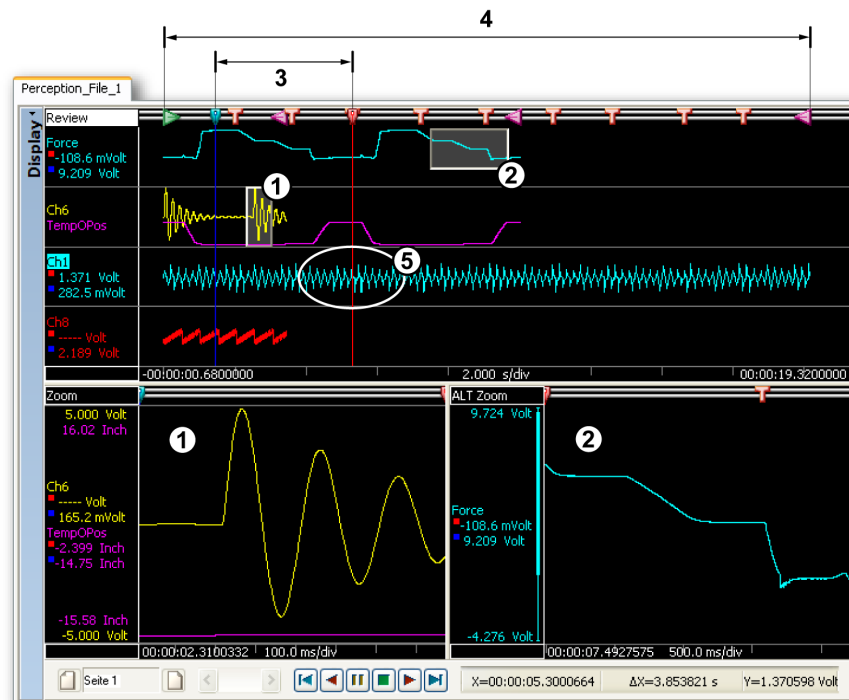 4
3
Perception_File_1
Display
Review
Force
-108.6 mVolt
9.209 Volt
2
1
Ch6
TempOPos
Ch1
1.371 Volt
282.5 mVolt
5
Ch8
----- Volt
2.189 Volt
-00:00:00.6800000 2.000 s/div 00:00:19.3200000
Zoom
5.000 Volt
16.02 Inch
1
Ch6
----- Volt
165.2 mVolt
TempOPos
-2.399 Inch
-14.75 Inch
-15.58 Inch
-5.000 Volt
00:00:02.3100332 100.0 ms/div
ALT Zoom
9.724 Volt
2
Force
-108.6 mVolt
9.209 Volt
-4.276 Volt
00:00:07.4927575 500.0 ms/div
Seite 1
X=00:00:05.3000664 ΔX=3.853821 s Y=1.370598 Volt